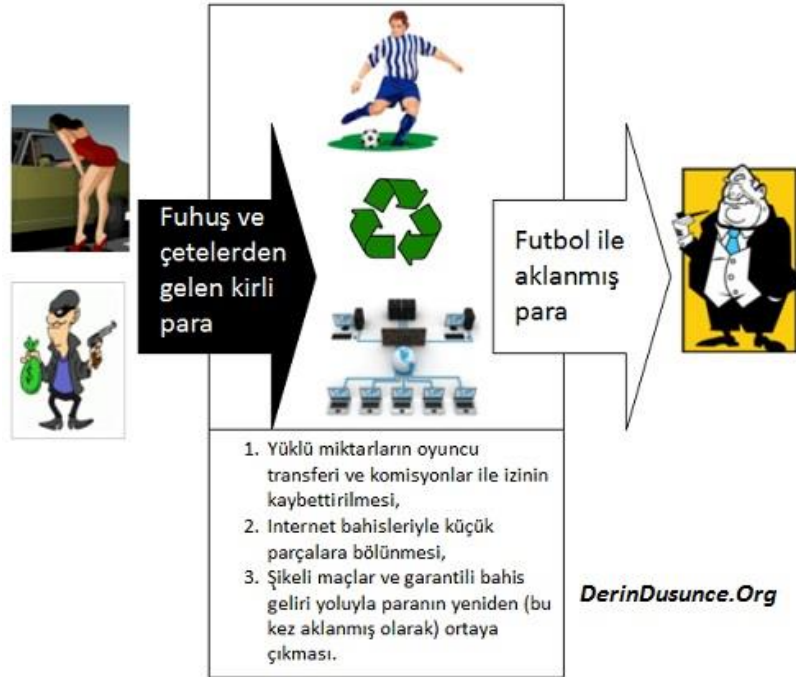 Fuhuş ve
çetelerden
gelen kirli
para
Futbol ile
aklanmış
para
1. Yüklü miktarların oyuncu
transferi ve komisyonlar ile izinin
kaybettirilmesi,
2. Internet bahisleriyle küçük
parçalara bölünmesi,
3. Şikeli maçlar ve garantili bahis
geliri yoluyla paranın yeniden (bu
kez aklanmış olarak) ortaya
çıkması.
DerinDusunce.Org